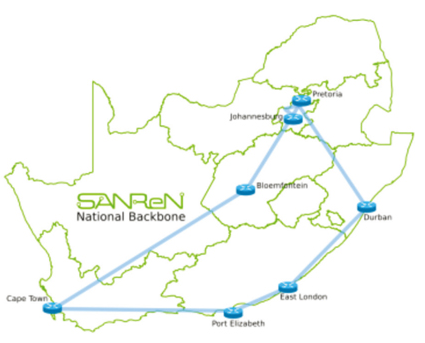 Pretoria
Johannesburg
Bloemfontein
SANReN
National Backbone
Durban
Cape Town
East London
Port Elizabeth